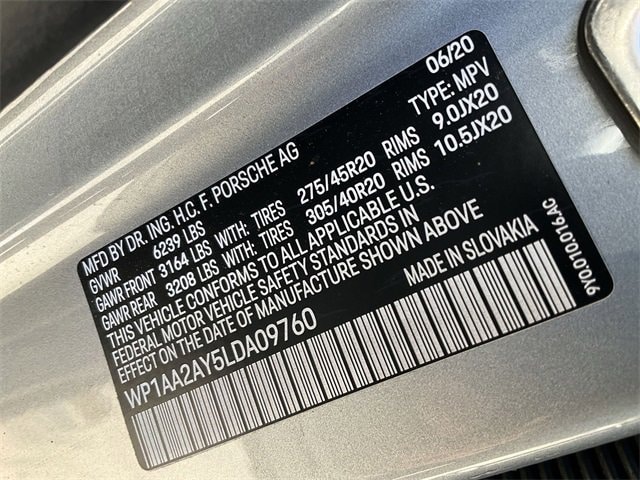 06/20
MFD BY DR. ING. H.C. F. PORSCHE AG TYPE: MPV
GVWR 6239 LBS
GAWR FRONT 3164 LBS WITH: TIRES 275/45R20 RIMS 9.0JX20
GAWR REAR 3208 LBS WITH: TIRES 305/40R20 RIMS 10.5JX20
THIS VEHICLE CONFORMS TO ALL APPLICABLE U.S.
FEDERAL MOTOR VEHICLE SAFETY STANDARDS IN
EFFECT ON THE DATE OF MANUFACTURE SHOWN ABOVE
WP1AA2AY5LDA09760 MADE IN SLOVAKIA
9Y0.010.016AC